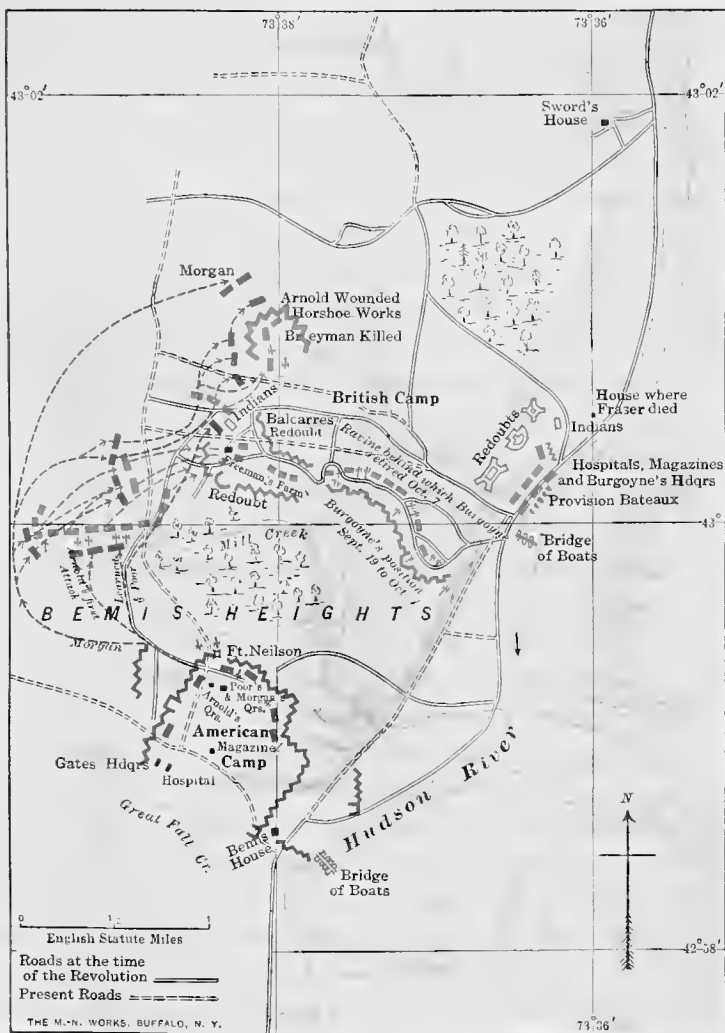 73°38'
73°36'
43°02'
43°02'
Sword's
House
Morgan
Arnold Wounded
Horshoe Works
Breyman Killed
British Camp
Indians
Balcarres
Redoubt
Ravine behind which Burgoyne
retired Oct. 7
Redoubts
House where
Fraser died
Indians
Hospitals, Magazines
and Burgoyne's Hdqrs
Provision Bateaux
Freeman's Farm
Redoubt
Burgoyne's position
Sept. 19 to Oct. 7
43°
Bridge
of Boats
Mill Creek
Arnold's first
Attack
Learned
& Poor
BEMIS HEIGHTS
Morgan
Ft. Neilson
Poor's
& Morgan's
Qrs.
Arnold's
Qrs.
American
Magazine
Camp
Gates Hdqrs
Hospital
Great Fall Cr.
Hudson River
Bemis
House
Bridge
of Boats
N
0 ½ 1
English Statute Miles
42°58'
Roads at the time
of the Revolution
Present Roads
THE M.-N. WORKS, BUFFALO, N. Y.
73°36'